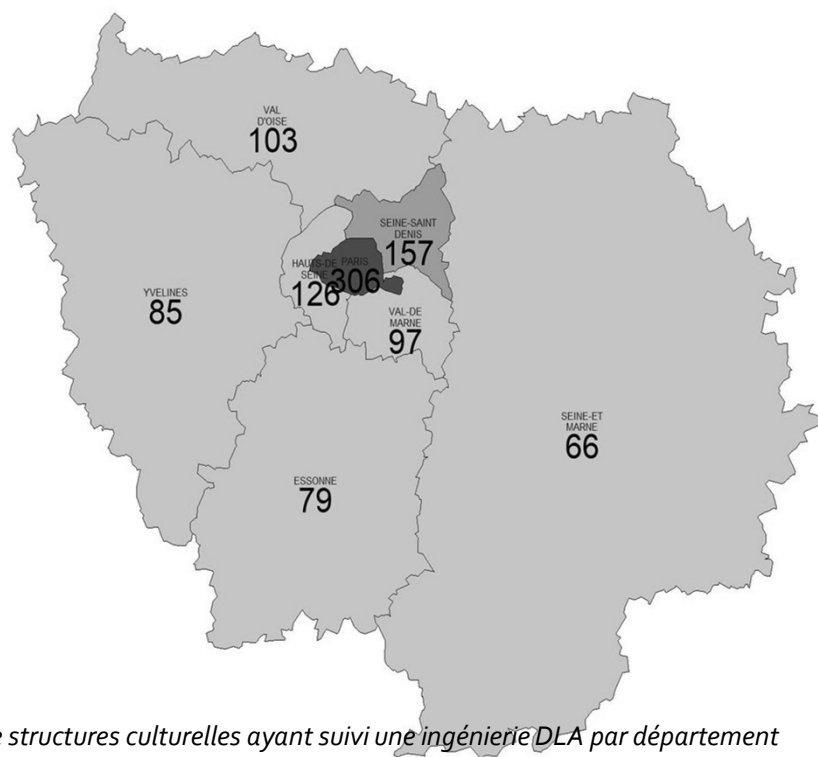 VAL
D'OISE
103
SEINE-SAINT
DENIS
157
HAUTS-DE
SEINE
126
PARIS
306
YVELINES
85
VAL-DE
MARNE
97
SEINE-ET
MARNE
66
ESSONNE
79
structures culturelles ayant suivi une ingénierie DLA par département